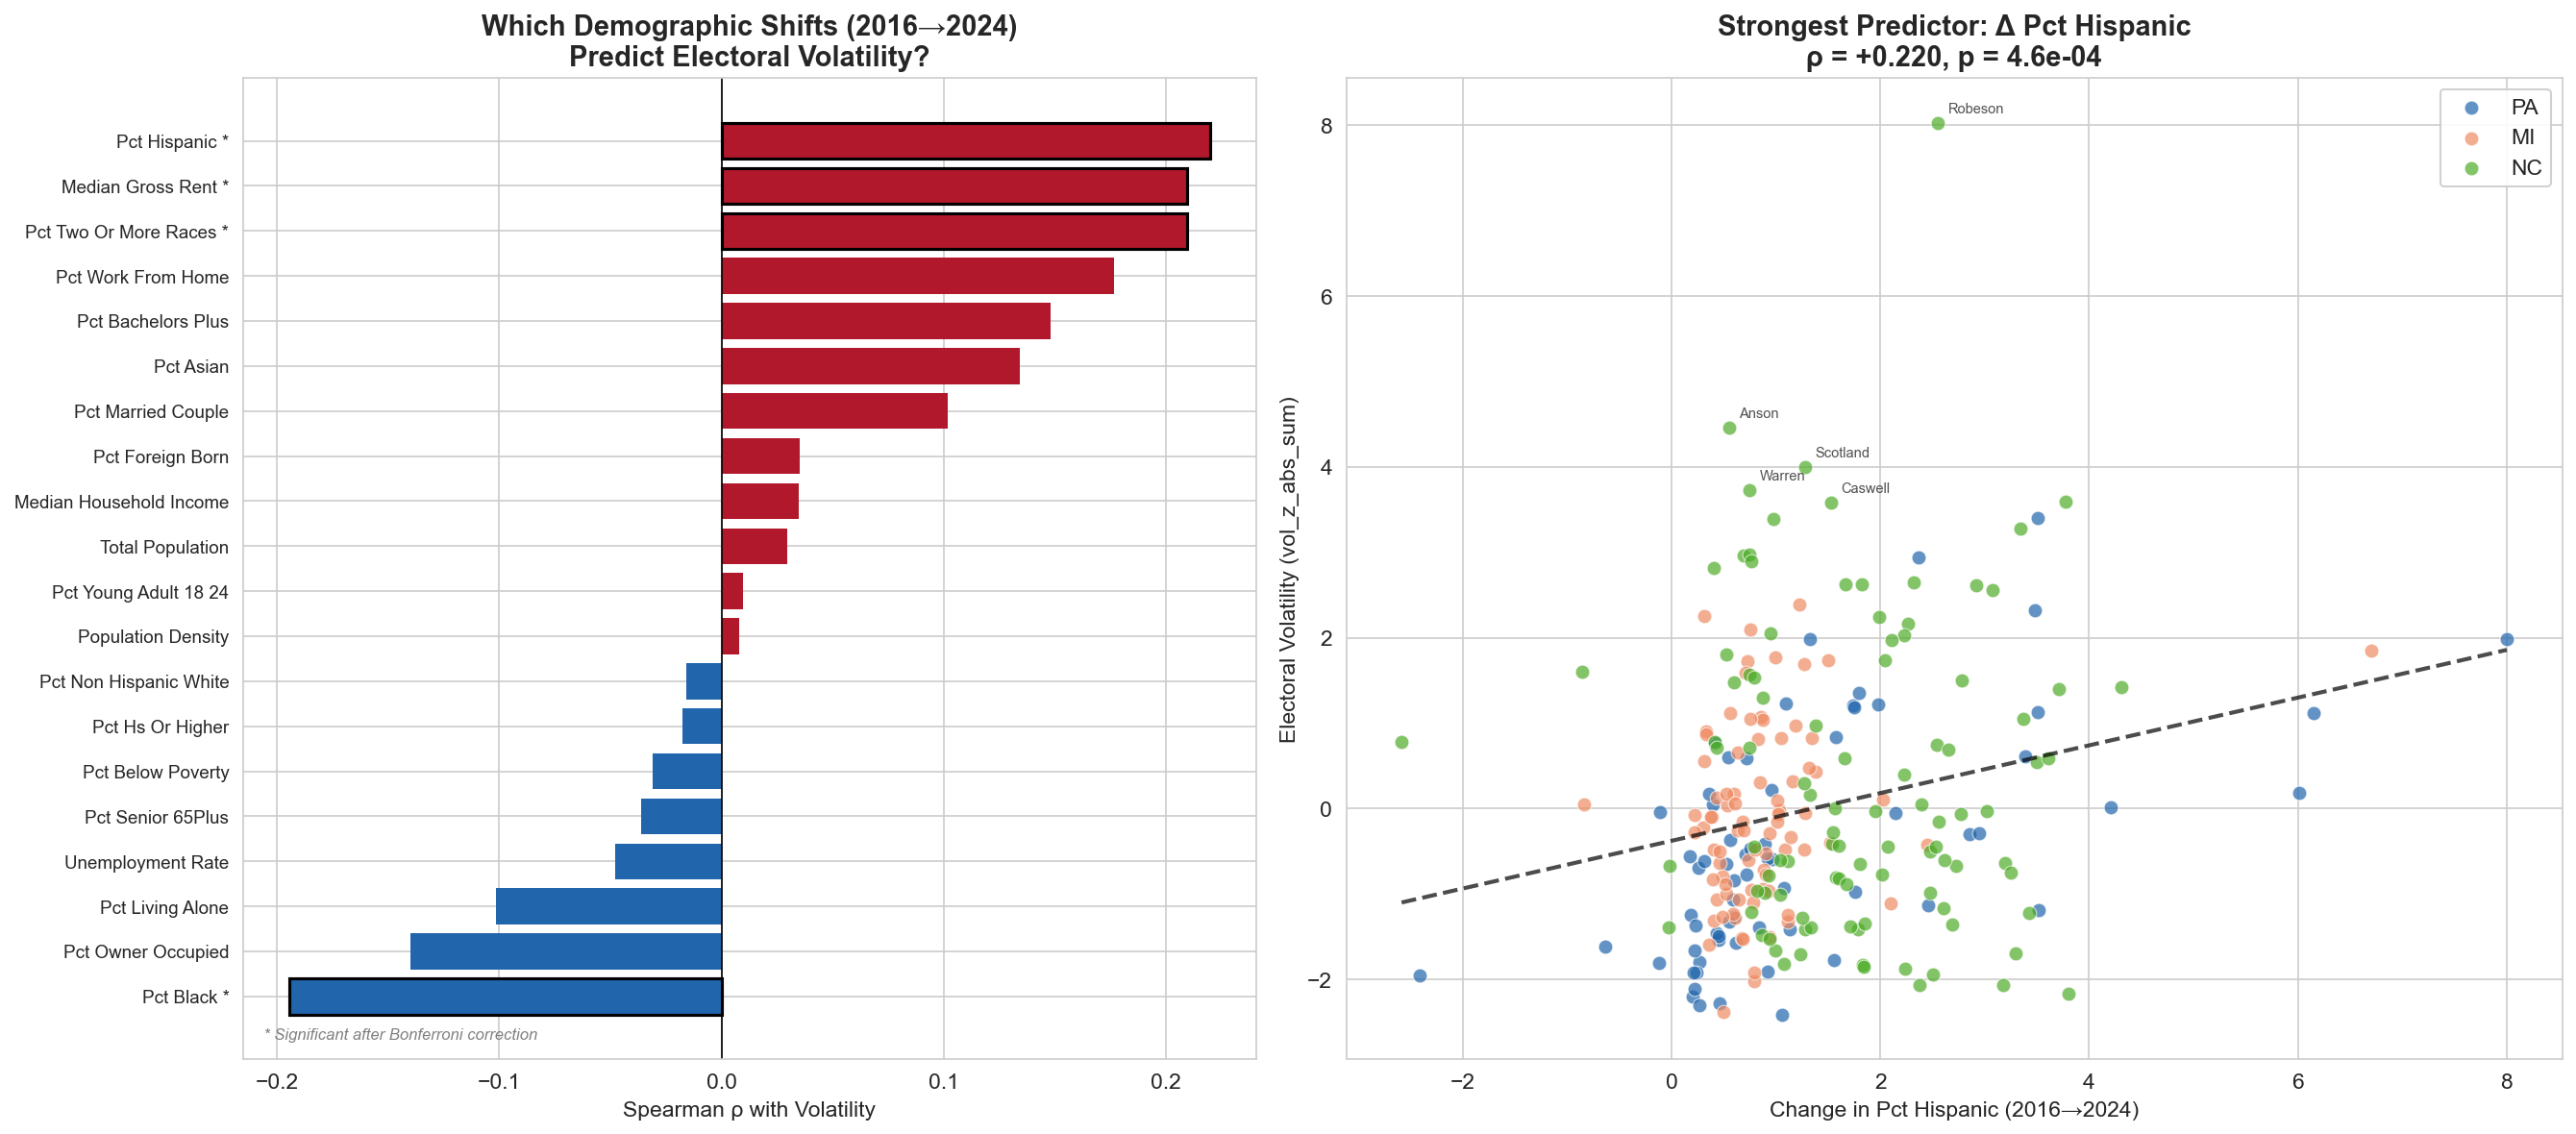 Which Demographic Shifts (2016→2024)
Predict Electoral Volatility?
Pct Hispanic *
Median Gross Rent *
Pct Two Or More Races *
Pct Work From Home
Pct Bachelors Plus
Pct Asian
Pct Married Couple
Pct Foreign Born
Median Household Income
Total Population
Pct Young Adult 18 24
Population Density
Pct Non Hispanic White
Pct Hs Or Higher
Pct Below Poverty
Pct Senior 65Plus
Unemployment Rate
Pct Living Alone
Pct Owner Occupied
Pct Black *
* Significant after Bonferroni correction
−0.2 −0.1 0.0 0.1 0.2
Spearman ρ with Volatility
Strongest Predictor: Δ Pct Hispanic
ρ = +0.220, p = 4.6e-04
PA
MI
NC
Robeson
Anson
Scotland
Warren
Caswell
Electoral Volatility (vol_z_abs_sum)
8
6
4
2
0
−2
−2 0 2 4 6 8
Change in Pct Hispanic (2016→2024)